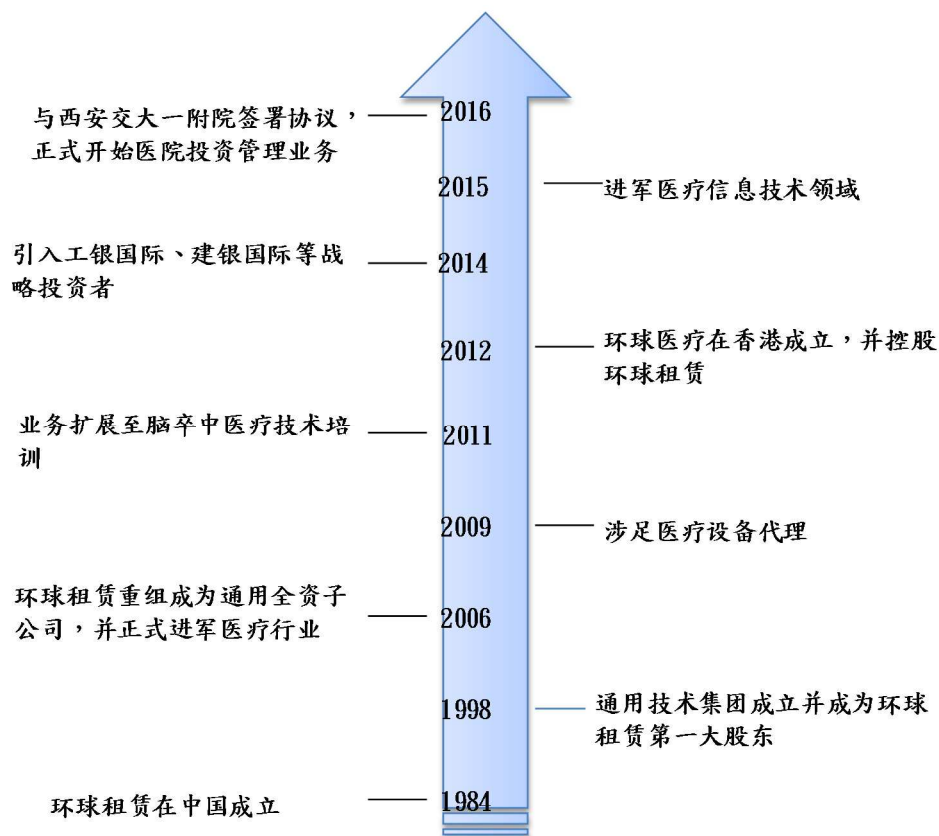 2016
与西安交大一附院签署协议，
正式开始医院投资管理业务
2015
进军医疗信息技术领域
2014
引入工银国际、建银国际等战
略投资者
2012
环球医疗在香港成立，并控股
环球租赁
2011
业务扩展至脑卒中医疗技术培
训
2009
涉足医疗设备代理
2006
环球租赁重组成为通用全资子
公司，并正式进军医疗行业
1998
通用技术集团成立并成为环球
租赁第一大股东
1984
环球租赁在中国成立